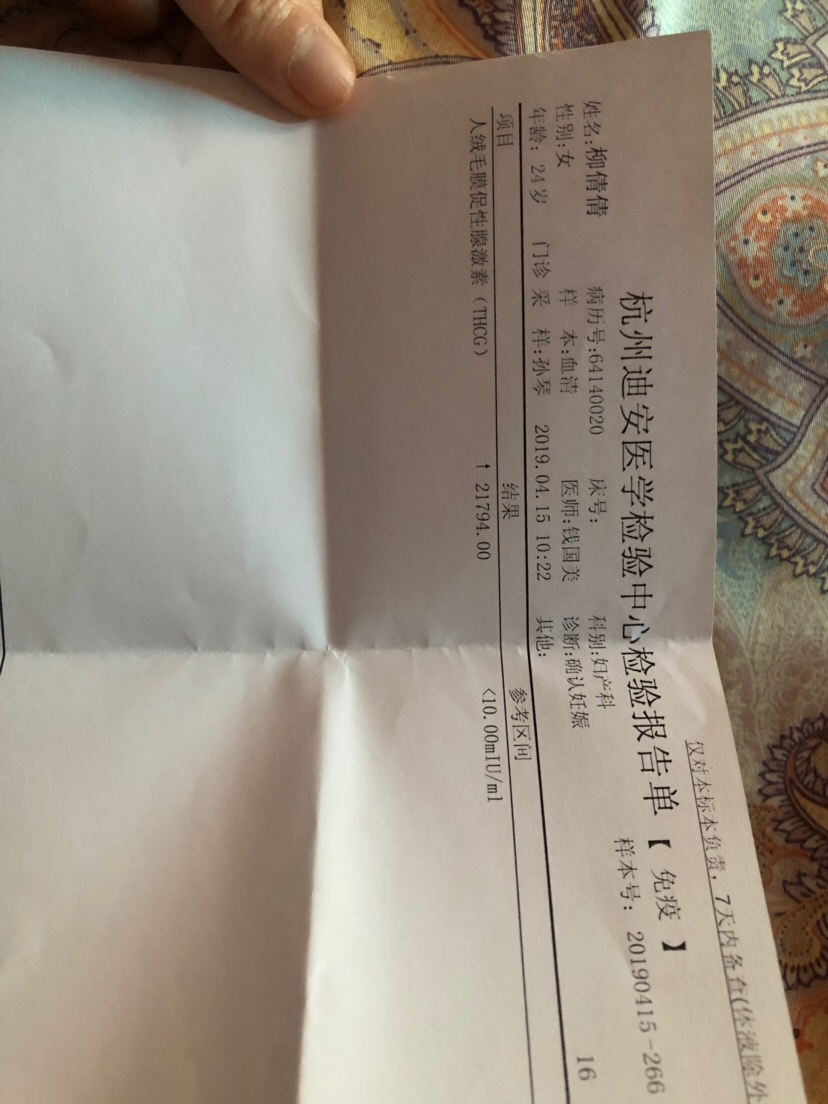 仅对本标本负责，7天内备查(体液除外
杭州迪安医学检验中心检验报告单 【 免疫 】
样本号： 20190415-266
姓名:柳倩倩 病历号:64140020 床号: 科别:妇产科 16
性别:女 样 本:血清 医师:钱国美 诊断:确认妊娠
年龄: 24岁 门诊 采 样:孙琴 2019.04.15 10:22 其他:
项目 结果 参考区间
人绒毛膜促性腺激素（THCG） ↑ 21794.00 <10.00mIU/ml